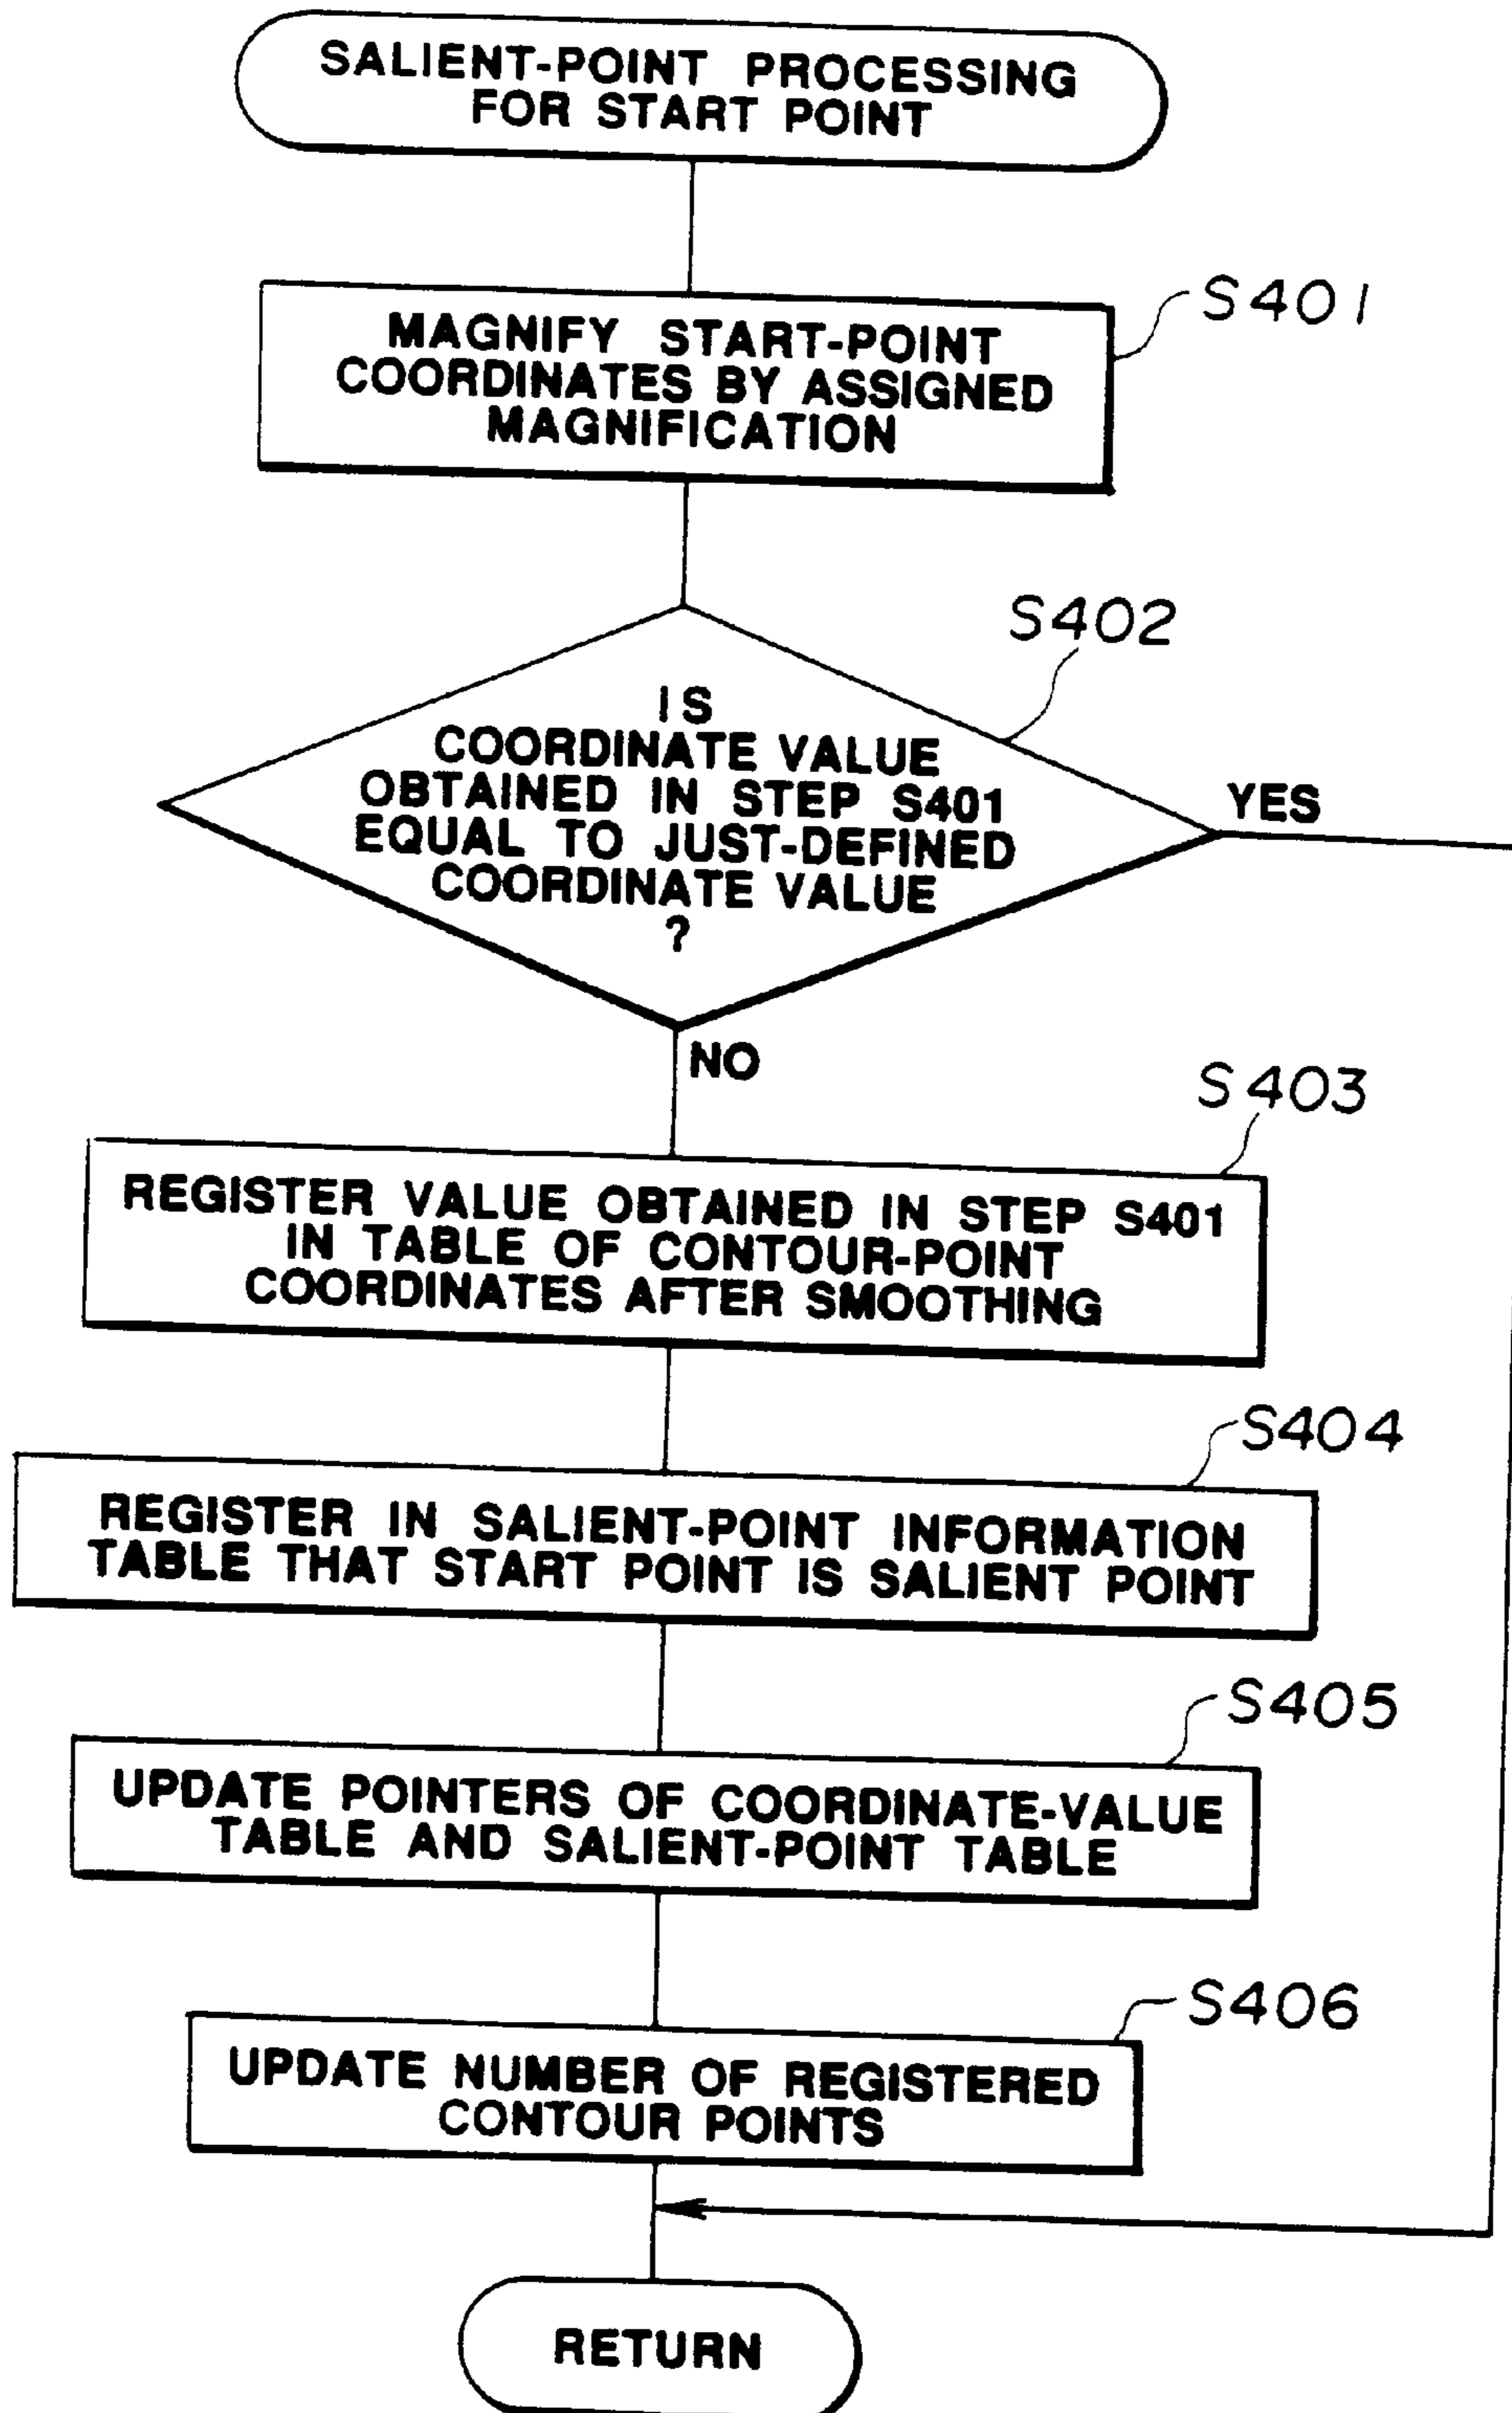 SALIENT-POINT PROCESSING
FOR START POINT
S401
MAGNIFY START-POINT
COORDINATES BY ASSIGNED
MAGNIFICATION
S402
IS
COORDINATE VALUE
OBTAINED IN STEP S401
EQUAL TO JUST-DEFINED
COORDINATE VALUE
?
YES
NO
S403
REGISTER VALUE OBTAINED IN STEP S401
IN TABLE OF CONTOUR-POINT
COORDINATES AFTER SMOOTHING
S404
REGISTER IN SALIENT-POINT INFORMATION
TABLE THAT START POINT IS SALIENT POINT
S405
UPDATE POINTERS OF COORDINATE-VALUE
TABLE AND SALIENT-POINT TABLE
S406
UPDATE NUMBER OF REGISTERED
CONTOUR POINTS
RETURN